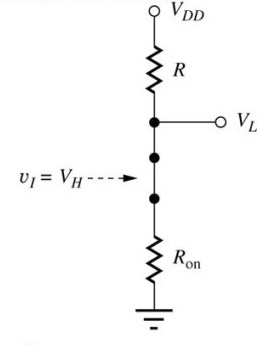 V_DD
R
V_L
v_I = V_H
R_on